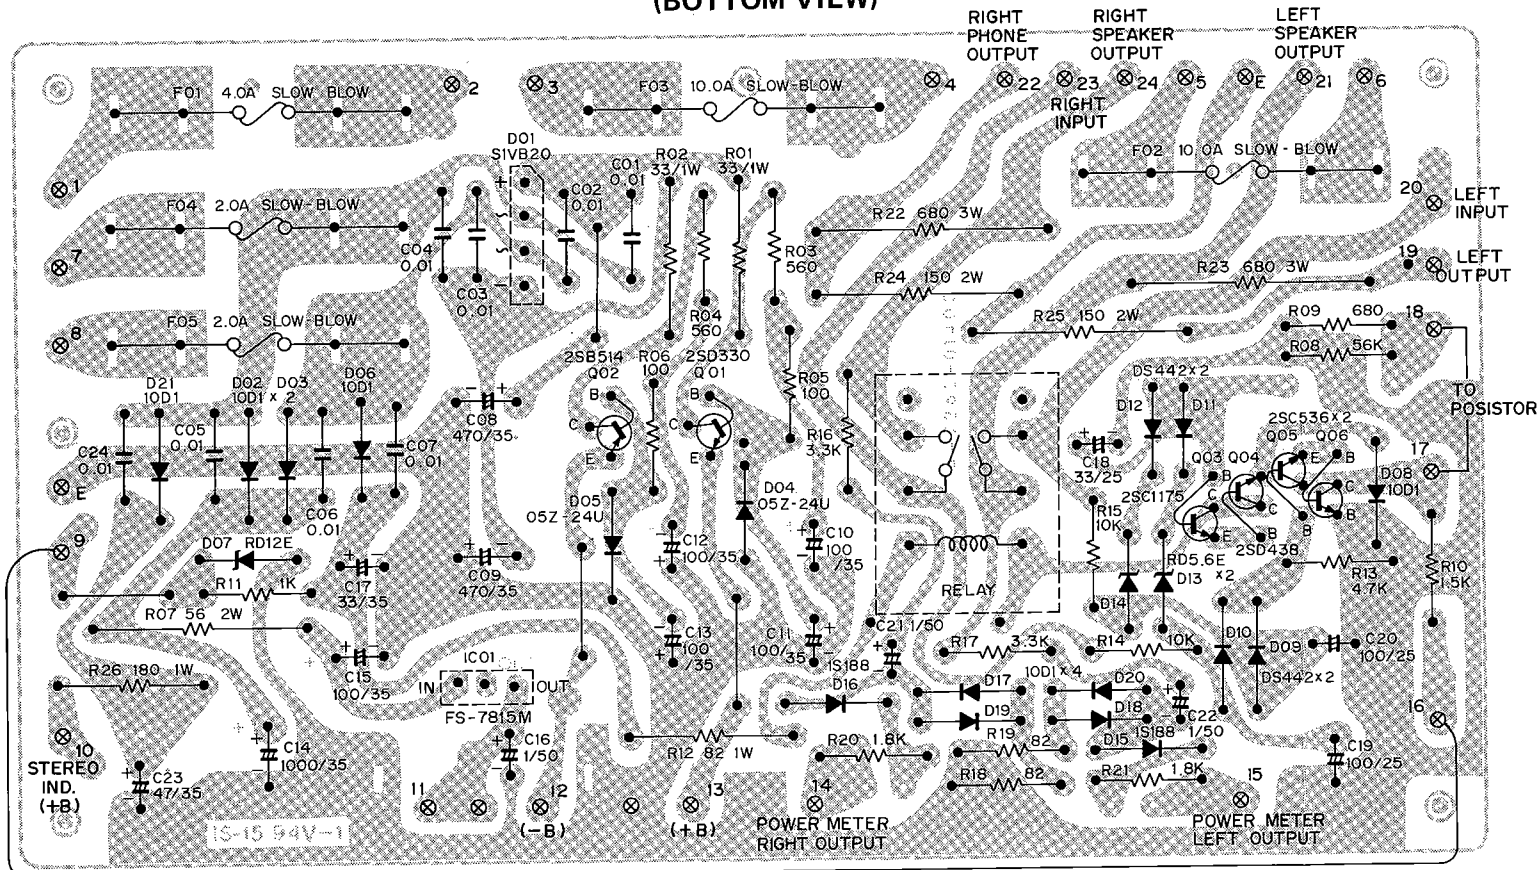 (BOTTOM VIEW)
RIGHT
PHONE
OUTPUT
RIGHT
SPEAKER
OUTPUT
LEFT
SPEAKER
OUTPUT
2
3
4
22
23
24
5
E
21
6
RIGHT
INPUT
F01 4.0A SLOW BLOW
F03 10.0A SLOW-BLOW
F02 10.0A SLOW-BLOW
1
D01
S1VB20
+
~
~
-
C01
0.01
C02
0.01
R02
33/1W
R01
33/1W
20
LEFT
INPUT
F04 2.0A SLOW-BLOW
7
C04
0.01
C03
0.01
R03
560
R04
560
R22 680 3W
R24 150 2W
R23 680 3W
19
LEFT
OUTPUT
R25 150 2W
R09 680
R08 56K
18
F05 2.0A SLOW-BLOW
8
2SB514
Q02
R06
100
2SD330
Q01
R05
100
D21
10D1
D02 D03
10D1 × 2
D06
10D1
DS442×2
D12
D11
TO
POSISTOR
- +
C08
470/35
B
C
E
B
C
E
R16
3.3K
2SC536×2
Q05 Q06
17
C24
0.01
C05
0.01
C07
0.01
C06
0.01
E
+ -
C18
33/25
Q03 Q04
2SC1175
B
C
E
B
C
E
B
C
B
2SD438
D08
10D1
D05
05Z-24U
D04
05Z-24U
R15
10K
9
D07 RD12E
R11 1K
R07 56 2W
+ -
C17
33/35
+ -
C09
470/35
C12
100/35
C10
100
/35
RELAY
RD5.6E
×2
D13
D14
R13
4.7K
R10
1.5K
C13
100
/35
C11
100/
35
C21 1/50
R17 3.3K
R14 10K
D10
D09
DS442×2
C20
100/25
R26 180 1W
+ -
C15
100/35
IC01
IN
OUT
FS-7815M
1S188
D16
10D1×4
D17
D19
D20
D18
C22
1/50
16
10
STEREO
IND.
(+B)
C14
1000/35
C16
1/50
R12 82 1W
R20 1.8K
R19 82
D15 1S188
C19
100/25
C23
47/35
R18 82
R21 1.8K
11
12
(-B)
13
(+B)
14
POWER METER
RIGHT OUTPUT
15
POWER METER
LEFT OUTPUT
IS-15 94V-1